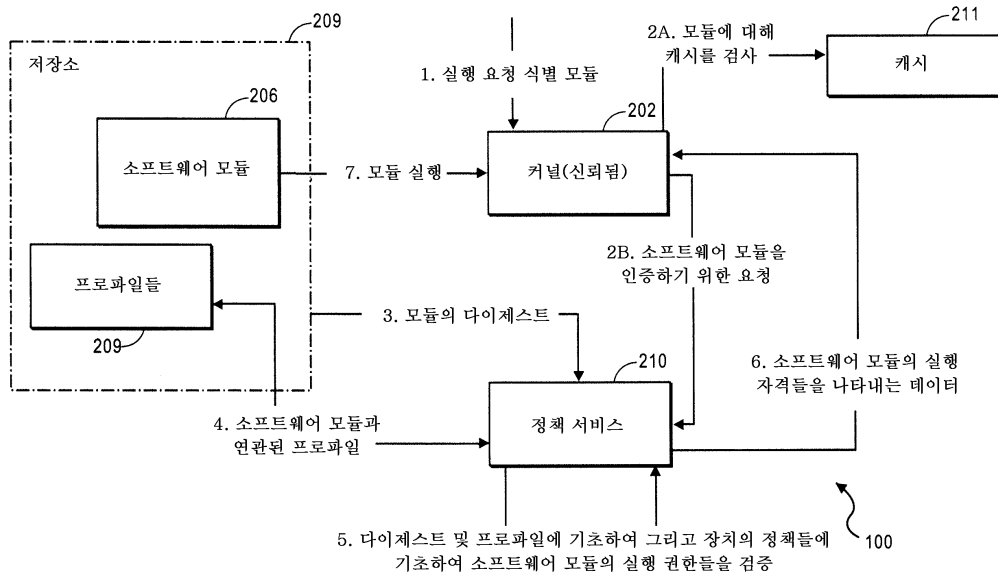 209
저장소
206
소프트웨어 모듈
프로파일들
209
1. 실행 요청 식별 모듈
202
커널(신뢰됨)
2A. 모듈에 대해
캐시를 검사
211
캐시
7. 모듈 실행
2B. 소프트웨어 모듈을
인증하기 위한 요청
3. 모듈의 다이제스트
210
정책 서비스
4. 소프트웨어 모듈과
연관된 프로파일
6. 소프트웨어 모듈의 실행
자격들을 나타내는 데이터
5. 다이제스트 및 프로파일에 기초하여 그리고 장치의 정책들에
기초하여 소프트웨어 모듈의 실행 권한들을 검증
100